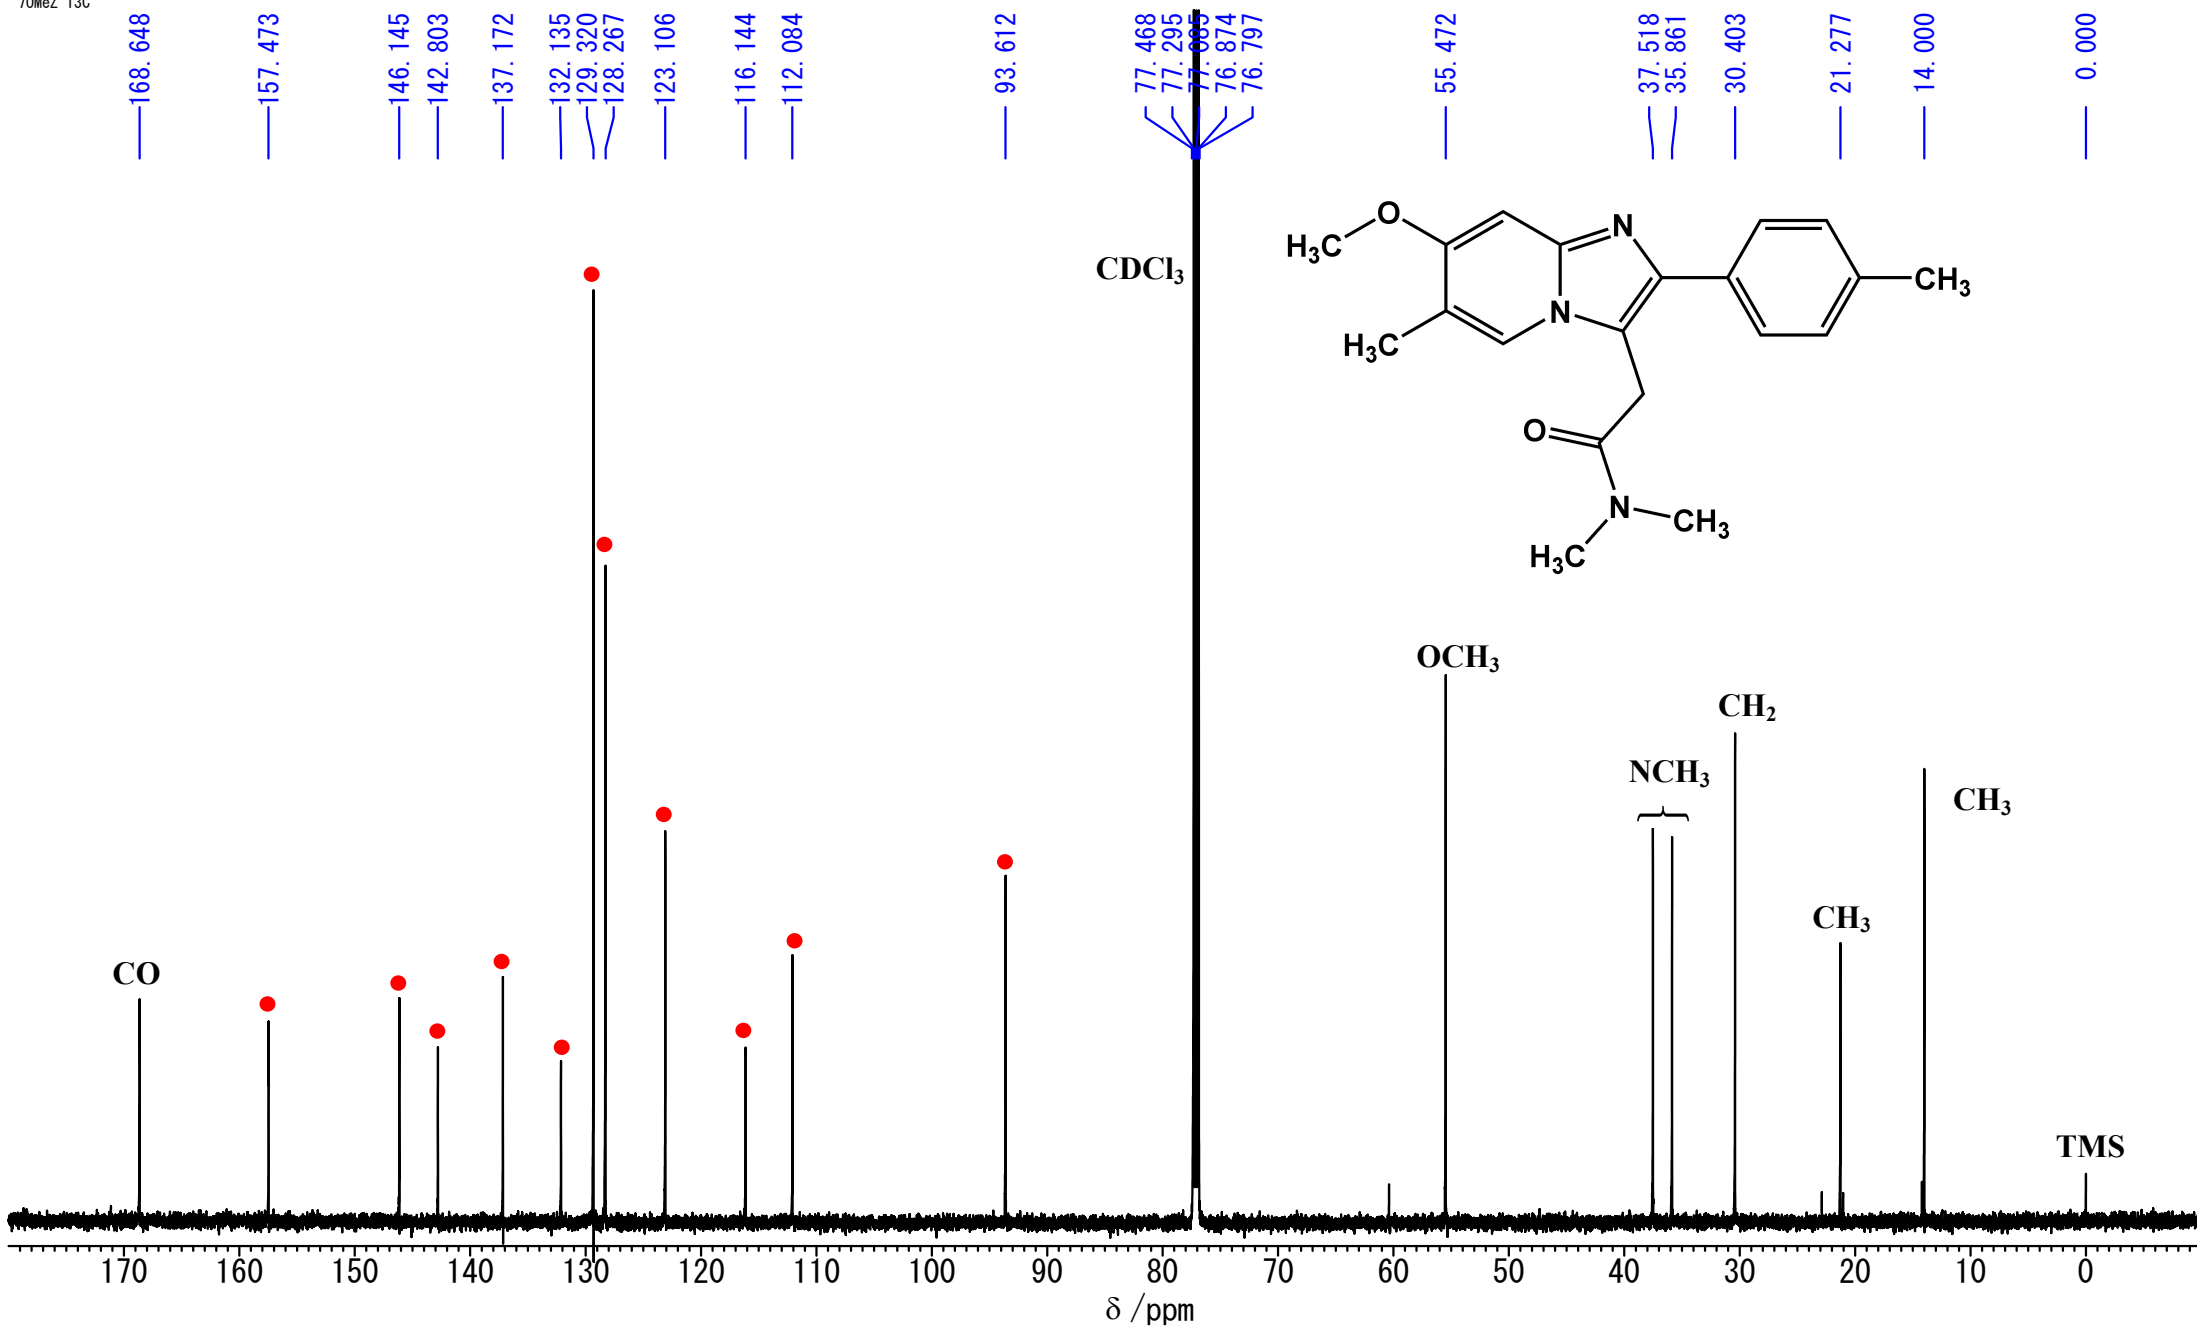 7OMeZ 13C
168.648
157.473
146.145
142.803
137.172
132.135
129.320
128.267
123.106
116.144
112.084
93.612
77.468
77.295
77.085
76.874
76.797
55.472
37.518
35.861
30.403
21.277
14.000
0.000
H₃C
O
N
CH₃
N
H₃C
O
N
CH₃
H₃C
CDCl₃
OCH₃
CH₂
NCH₃
CH₃
CH₃
CO
TMS
170 160 150 140 130 120 110 100 90 80 70 60 50 40 30 20 10 0
δ /ppm